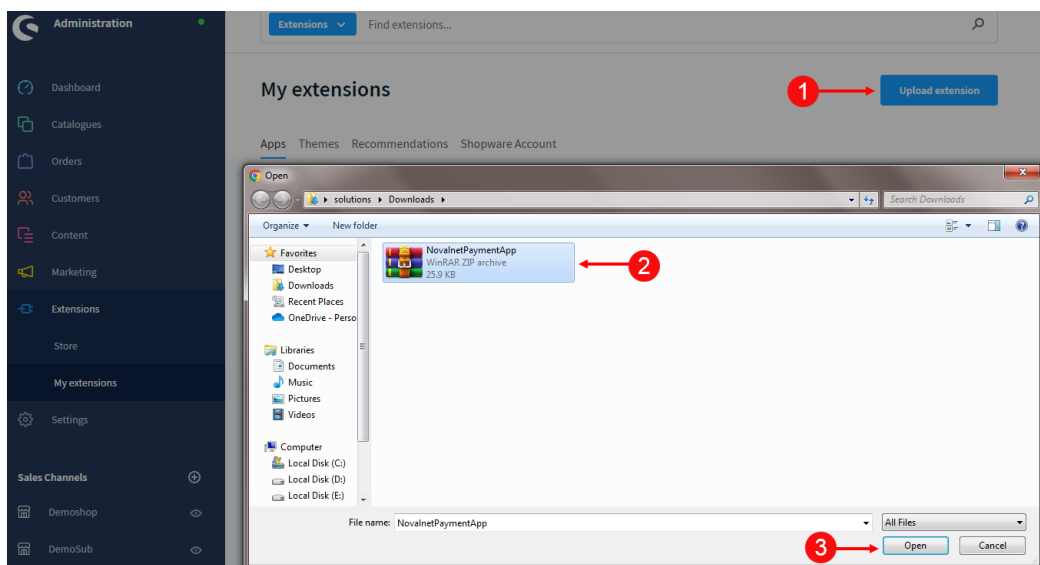 Administration
Extensions
Find extensions...
Dashboard
My extensions
1
Upload extension
Catalogues
Apps Themes Recommendations Shopware Account
Orders
Customers
Content
Marketing
Extensions
Store
My extensions
Settings
Sales Channels
Demoshop
DemoSub
Open
x
solutions Downloads
Search Downloads
Organize New folder
Favorites
Desktop
Downloads
Recent Places
OneDrive - Perso
Libraries
Documents
Music
Pictures
Videos
Computer
Local Disk (C:)
Local Disk (D:)
Local Disk (E:)
NovalnetPaymentApp
WinRAR ZIP archive
25.9 KB
2
File name: NovalnetPaymentApp
All Files
3
Open Cancel